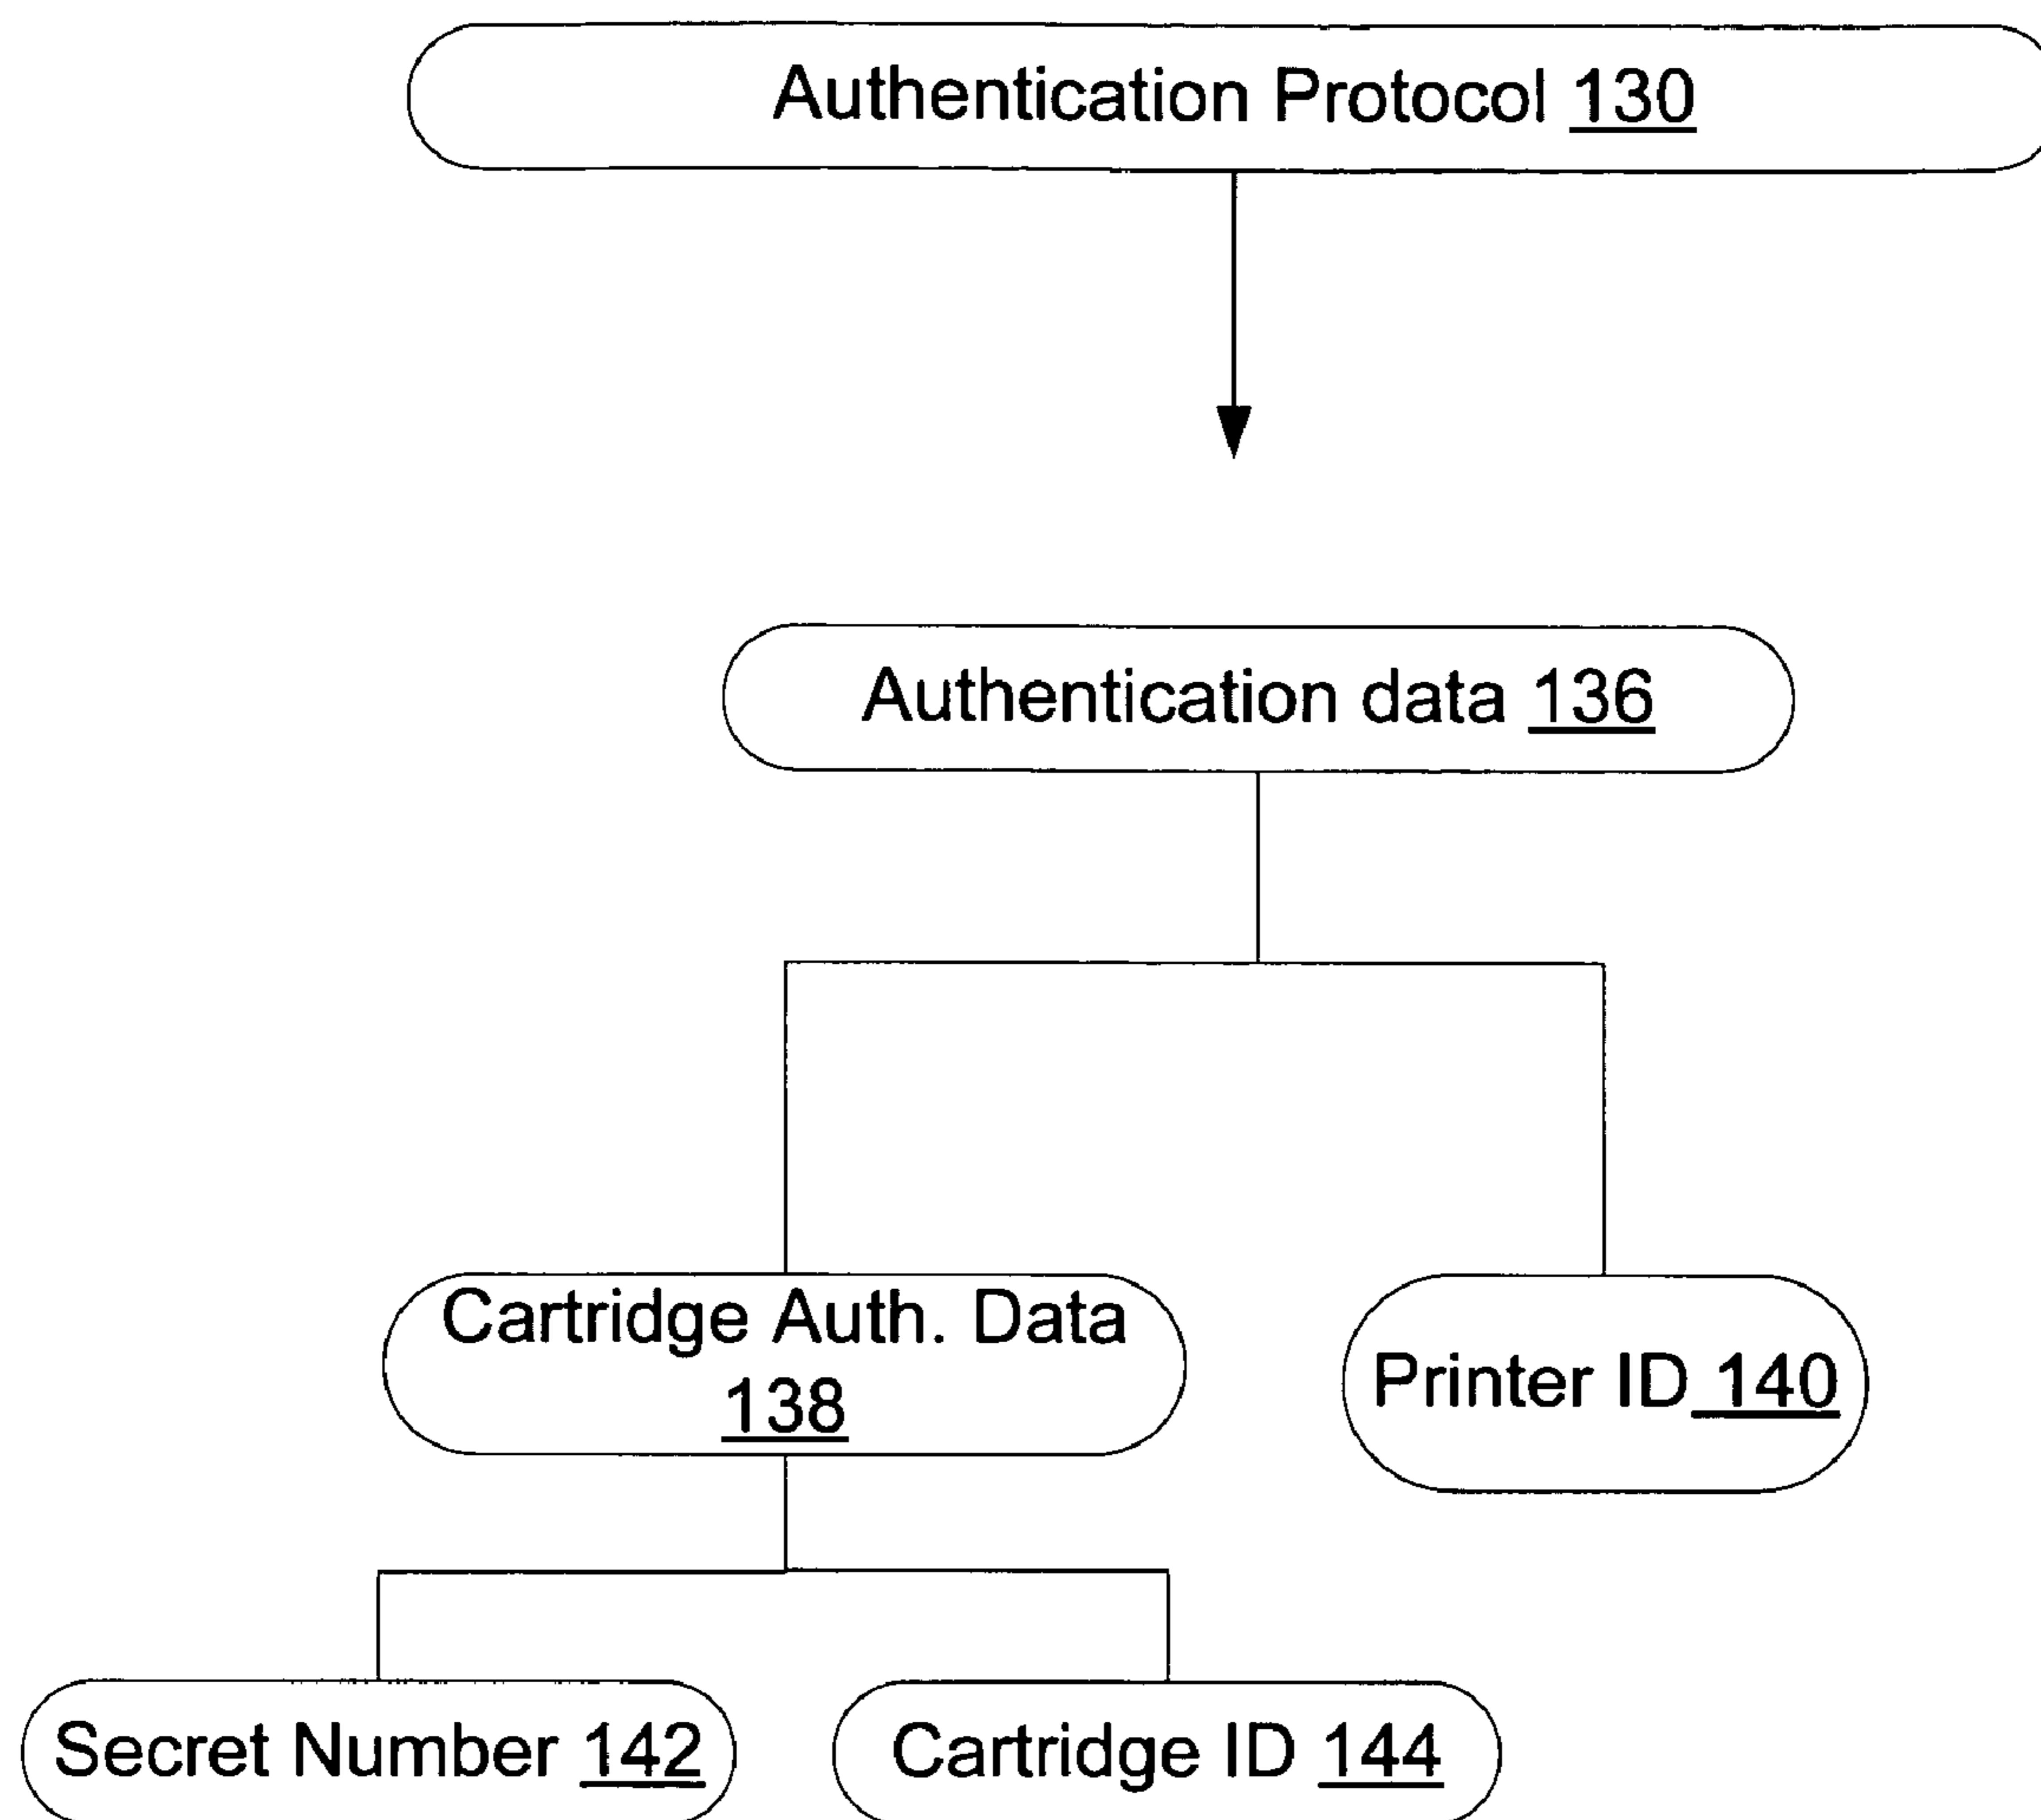 Authentication Protocol 130
Authentication data 136
Cartridge Auth. Data
138
Printer ID 140
Secret Number 142
Cartridge ID 144